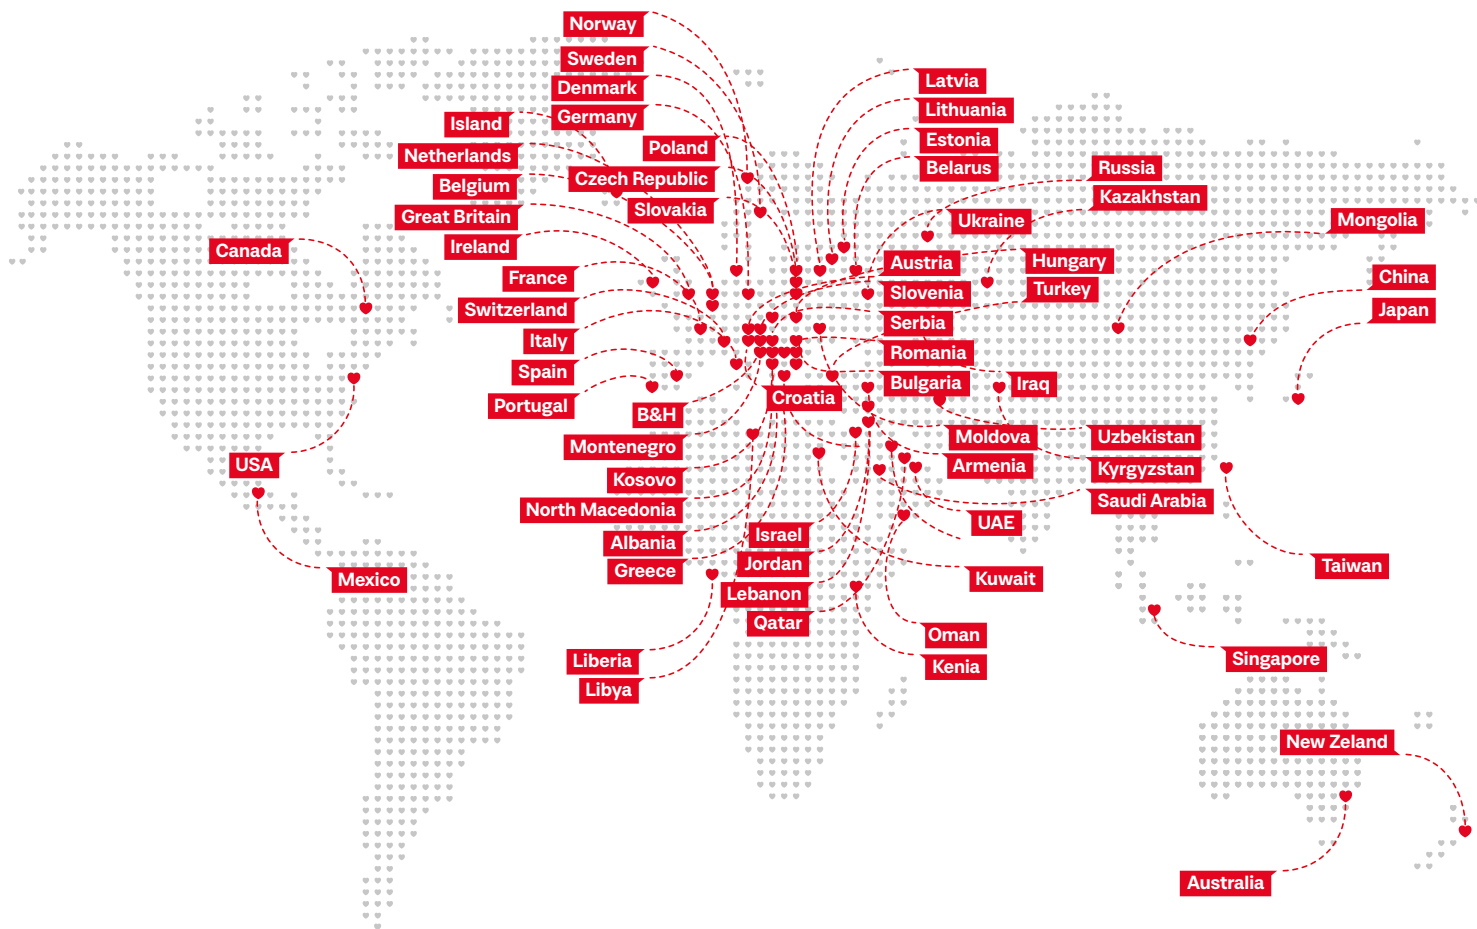 Norway
Sweden
Denmark
Germany
Island
Netherlands
Belgium
Great Britain
Ireland
Poland
Czech Republic
Slovakia
Canada
France
Switzerland
Italy
Spain
Portugal
USA
Mexico
B&H
Montenegro
Kosovo
North Macedonia
Albania
Greece
Liberia
Libya
Croatia
Israel
Jordan
Lebanon
Qatar
Latvia
Lithuania
Estonia
Belarus
Russia
Kazakhstan
Ukraine
Mongolia
Austria
Hungary
Slovenia
Turkey
China
Japan
Serbia
Romania
Bulgaria
Iraq
Moldova
Uzbekistan
Armenia
Kyrgyzstan
Saudi Arabia
UAE
Kuwait
Taiwan
Oman
Kenia
Singapore
New Zeland
Australia